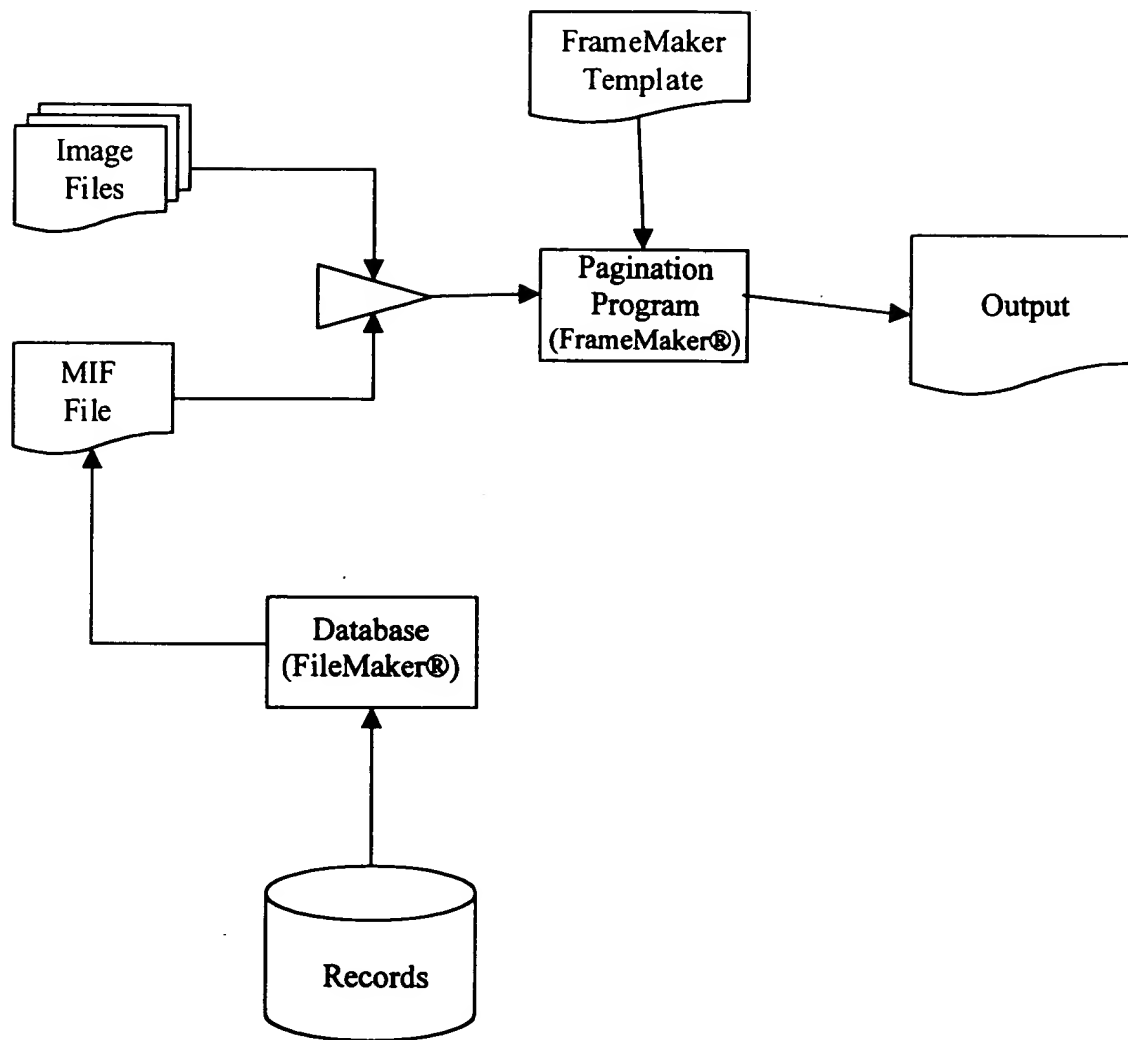 FrameMaker
Template
Image
Files
Pagination
Program
(FrameMaker®)
Output
MIF
File
Database
(FileMaker®)
Records